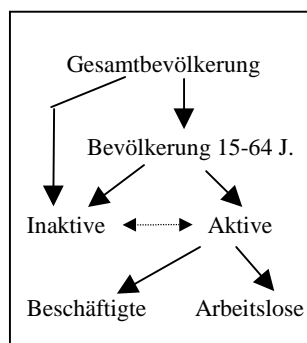 Gesamtbevölkerung
Bevölkerung 15-64 J.
Inaktive Aktive
Beschäftigte Arbeitslose